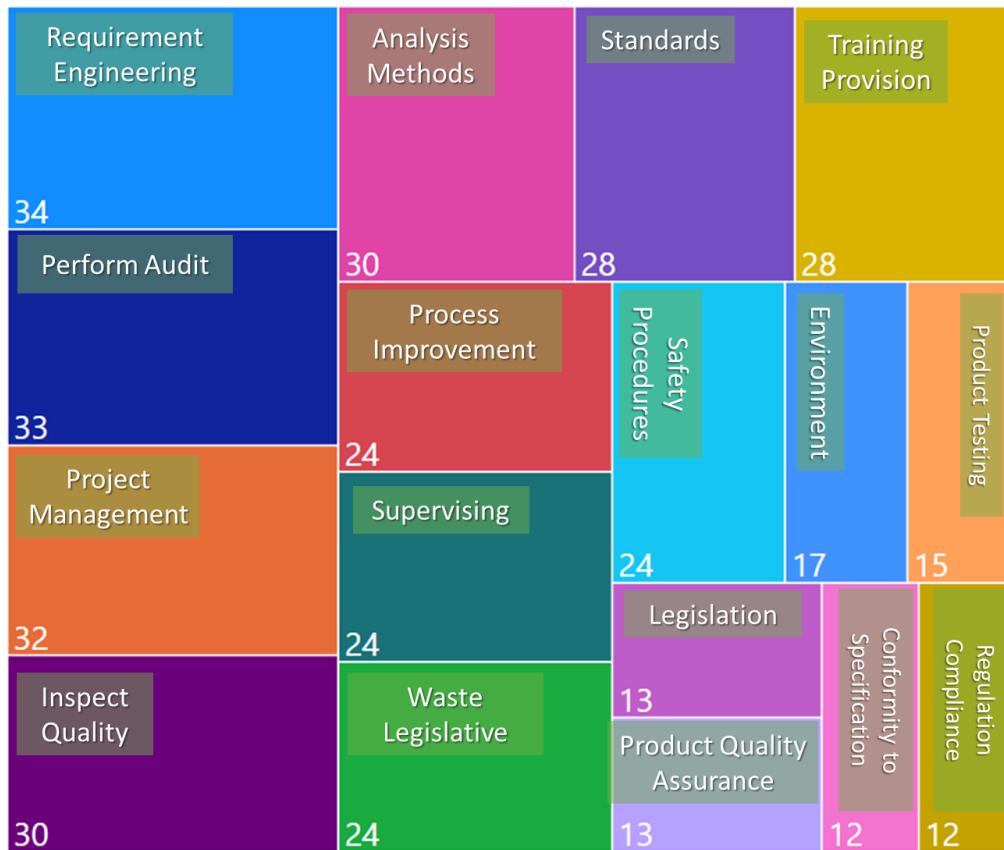 Requirement
Engineering
34
Perform Audit
33
Project
Management
32
Inspect
Quality
30
Analysis
Methods
30
Standards
28
Training
Provision
28
Process
Improvement
24
Supervising
24
Waste
Legislative
24
Safety
Procedures
24
Environment
17
Product Testing
15
Legislation
13
Product Quality
Assurance
13
Conformity to
Specification
12
Regulation
Compliance
12